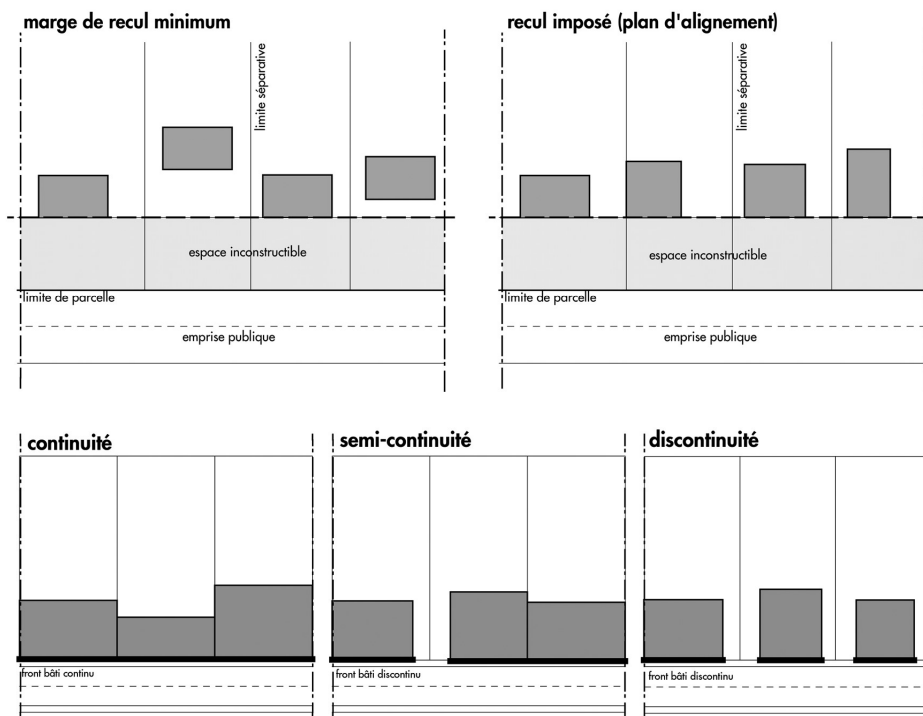 marge de recul minimum
limite séparative
espace inconstructible
limite de parcelle
emprise publique
recul imposé (plan d'alignement)
limite séparative
espace inconstructible
limite de parcelle
emprise publique
continuité
front bâti continu
semi-continuité
front bâti discontinu
discontinuité
front bâti discontinu